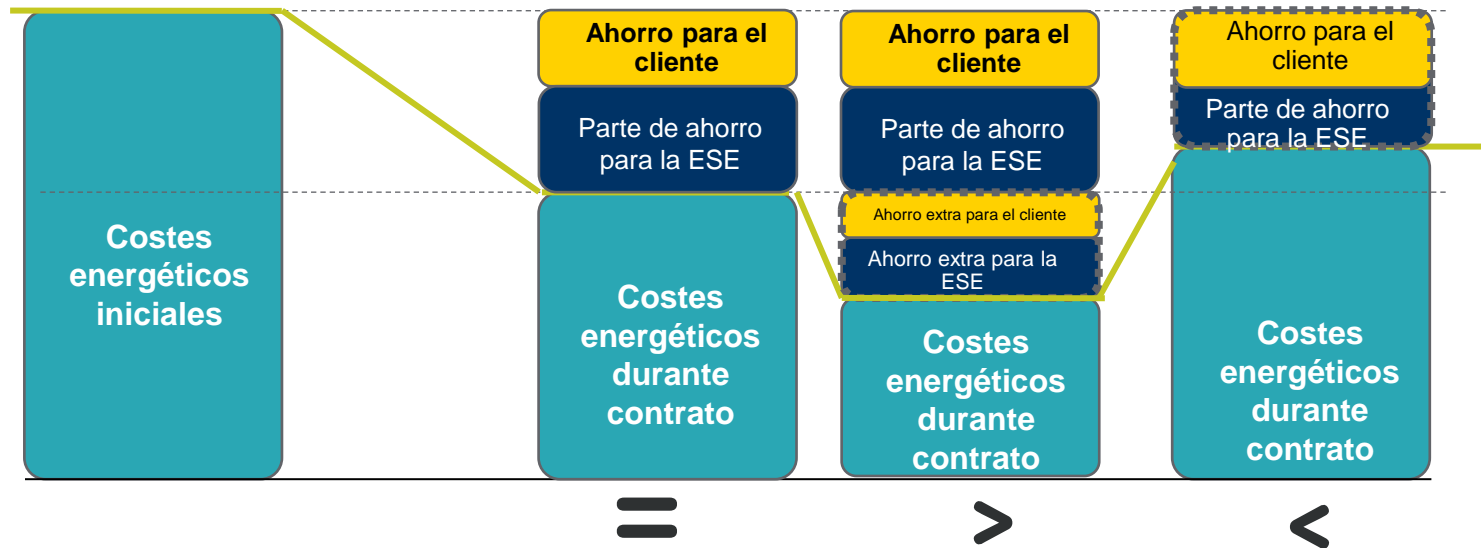 Costes
energéticos
iniciales
Ahorro para el
cliente
Parte de ahorro
para la ESE
Costes
energéticos
durante
contrato
=
Ahorro para el
cliente
Parte de ahorro
para la ESE
Ahorro extra para el cliente
Ahorro extra para la
ESE
Costes
energéticos
durante
contrato
>
Ahorro para el
cliente
Parte de ahorro
para la ESE
Costes
energéticos
durante
contrato
<